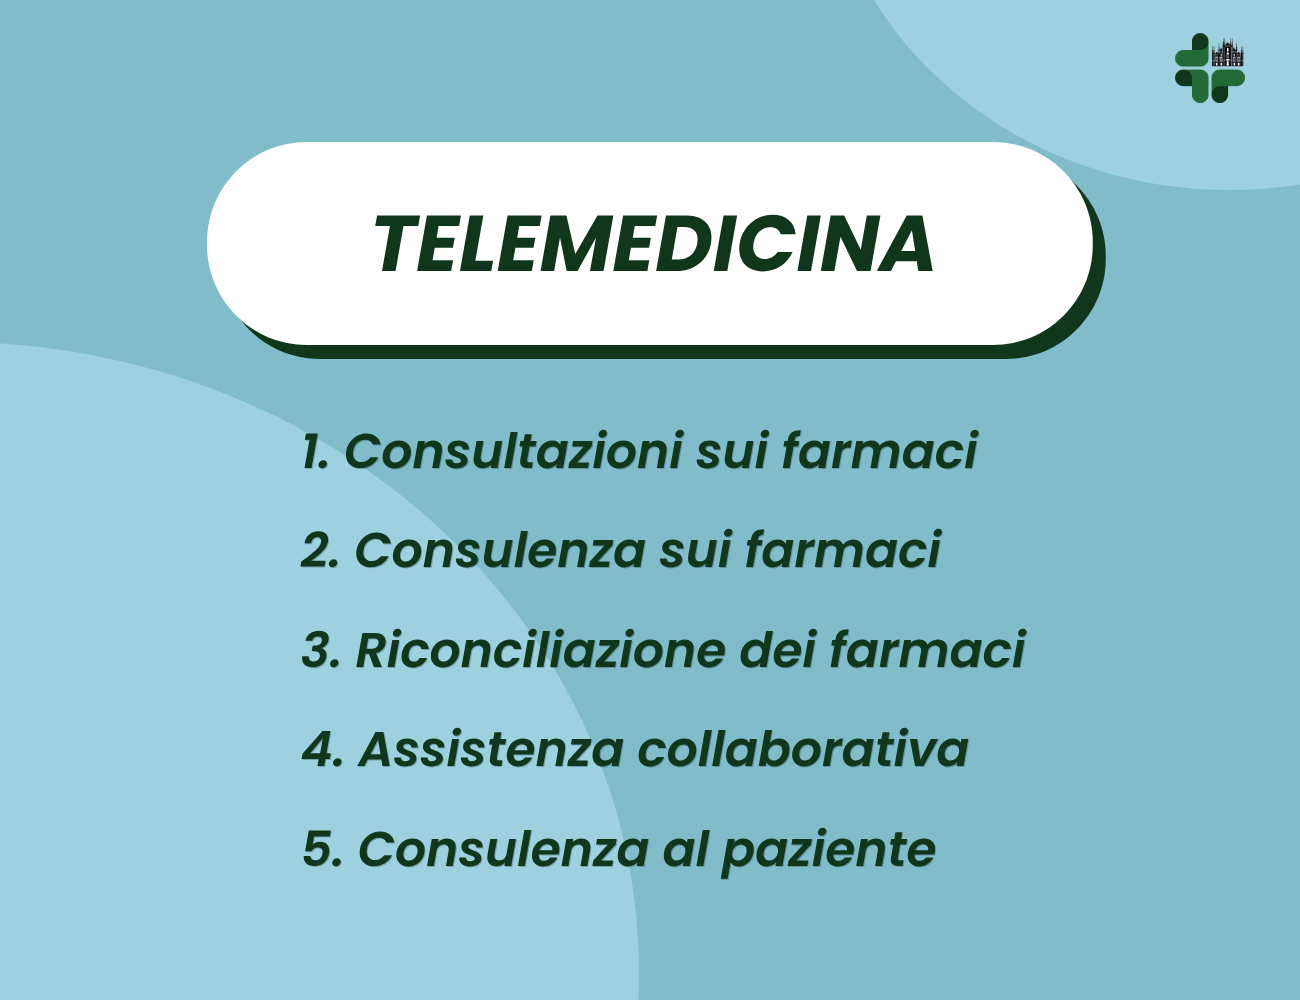 TELEMEDICINA
1. Consultazioni sui farmaci
2. Consulenza sui farmaci
3. Riconciliazione dei farmaci
4. Assistenza collaborativa
5. Consulenza al paziente